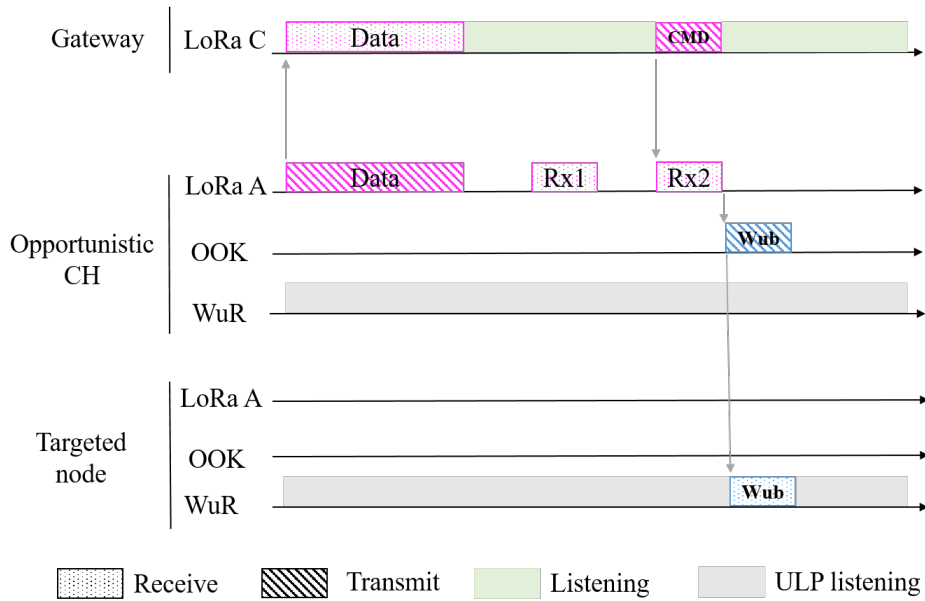 Gateway
LoRa C
Data
CMD
Opportunistic
CH
LoRa A
Data
Rx1
Rx2
OOK
Wub
WuR
Targeted
node
LoRa A
OOK
WuR
Wub
Receive
Transmit
Listening
ULP listening